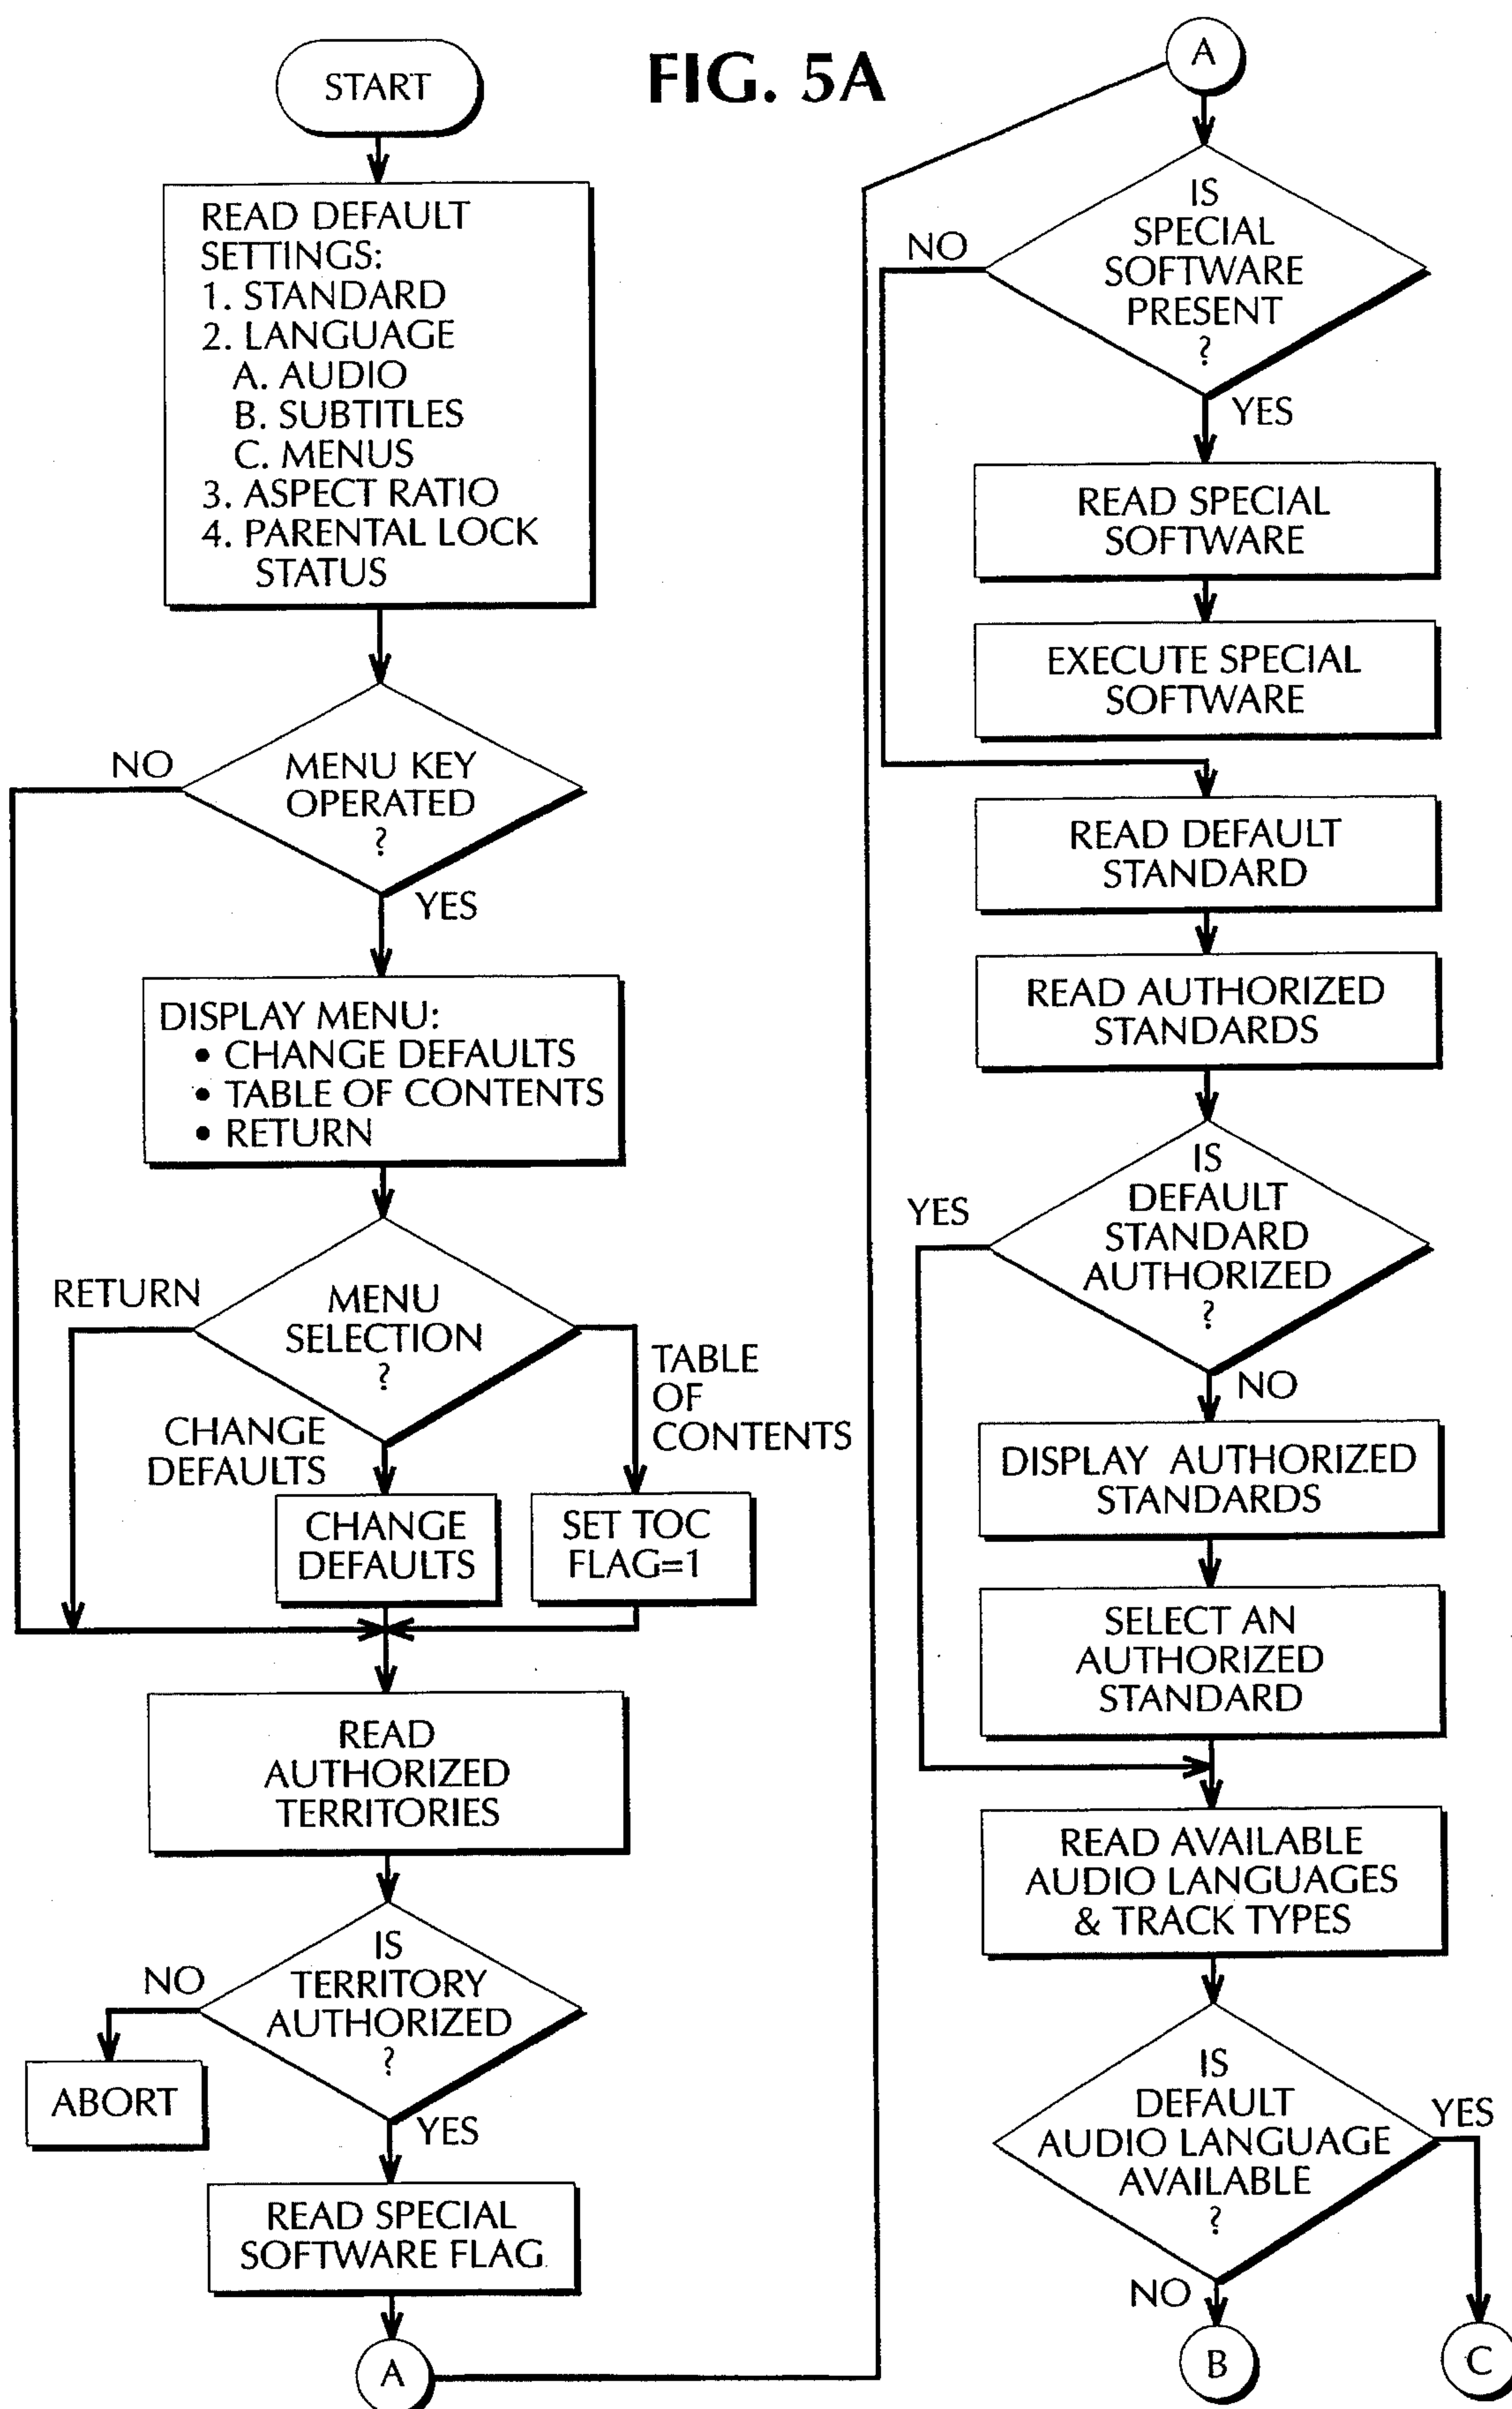 FIG. 5A
START
READ DEFAULT
SETTINGS:
1. STANDARD
2. LANGUAGE
A. AUDIO
B. SUBTITLES
C. MENUS
3. ASPECT RATIO
4. PARENTAL LOCK
STATUS
NO
MENU KEY
OPERATED
?
YES
DISPLAY MENU:
• CHANGE DEFAULTS
• TABLE OF CONTENTS
• RETURN
RETURN
MENU
SELECTION
?
TABLE
OF
CONTENTS
CHANGE
DEFAULTS
CHANGE
DEFAULTS
SET TOC
FLAG=1
READ
AUTHORIZED
TERRITORIES
NO
IS
TERRITORY
AUTHORIZED
?
ABORT
YES
READ SPECIAL
SOFTWARE FLAG
A
A
IS
SPECIAL
SOFTWARE
PRESENT
?
NO
YES
READ SPECIAL
SOFTWARE
EXECUTE SPECIAL
SOFTWARE
READ DEFAULT
STANDARD
READ AUTHORIZED
STANDARDS
YES
IS
DEFAULT
STANDARD
AUTHORIZED
?
NO
DISPLAY AUTHORIZED
STANDARDS
SELECT AN
AUTHORIZED
STANDARD
READ AVAILABLE
AUDIO LANGUAGES
& TRACK TYPES
IS
DEFAULT
AUDIO LANGUAGE
AVAILABLE
?
YES
NO
B
C